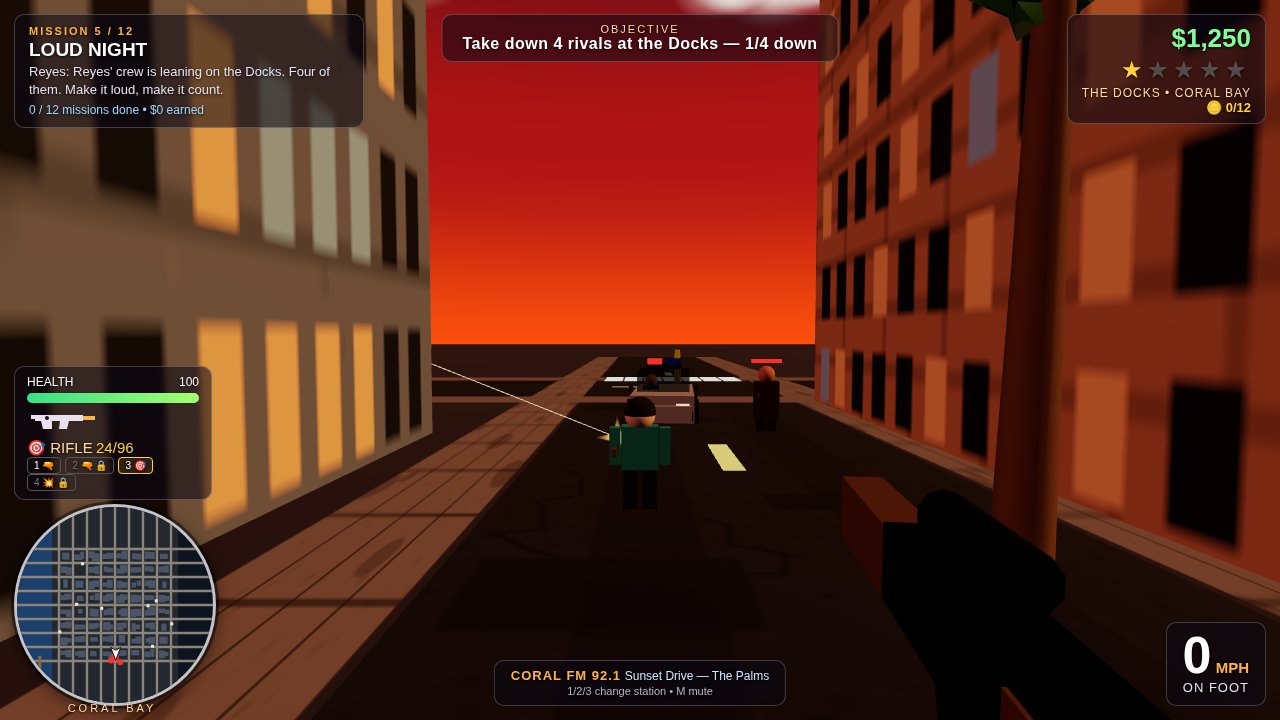 MISSION 5 / 12
LOUD NIGHT
Reyes: Reyes' crew is leaning on the Docks. Four of
them. Make it loud, make it count.
0 / 12 missions done • $0 earned
OBJECTIVE
Take down 4 rivals at the Docks — 1/4 down
$1,250
THE DOCKS • CORAL BAY
0/12
HEALTH 100
RIFLE 24/96
1 2 3
4
CORAL BAY
CORAL FM 92.1 Sunset Drive — The Palms
1/2/3 change station • M mute
0 MPH
ON FOOT